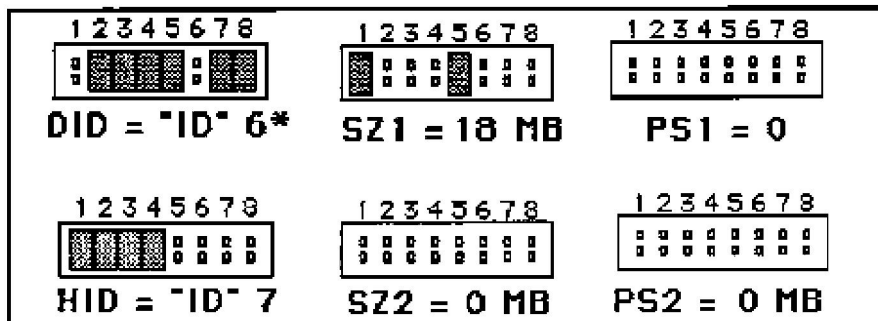 12345678 12345678 12345678
DID = "ID" 6* SZ1 = 18 MB PS1 = 0
12345678 12345678 12345678
HID = "ID" 7 SZ2 = 0 MB PS2 = 0 MB